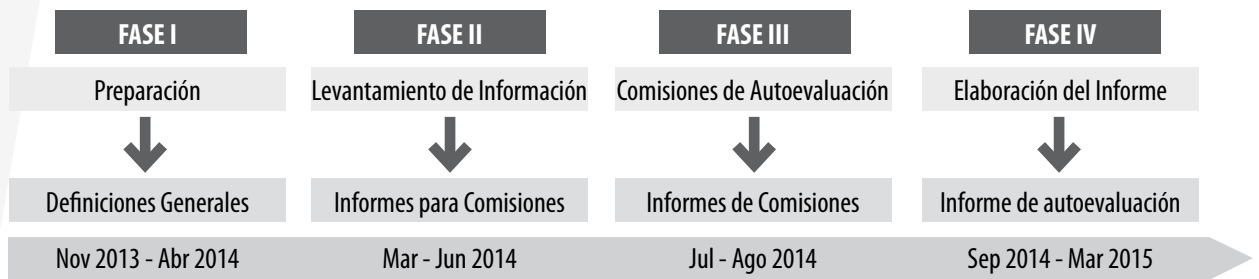 FASE I
FASE II
FASE III
FASE IV
Preparación
Levantamiento de Información
Comisiones de Autoevaluación
Elaboración del Informe
Definiciones Generales
Informes para Comisiones
Informes de Comisiones
Informe de autoevaluación
Nov 2013 - Abr 2014
Mar - Jun 2014
Jul - Ago 2014
Sep 2014 - Mar 2015